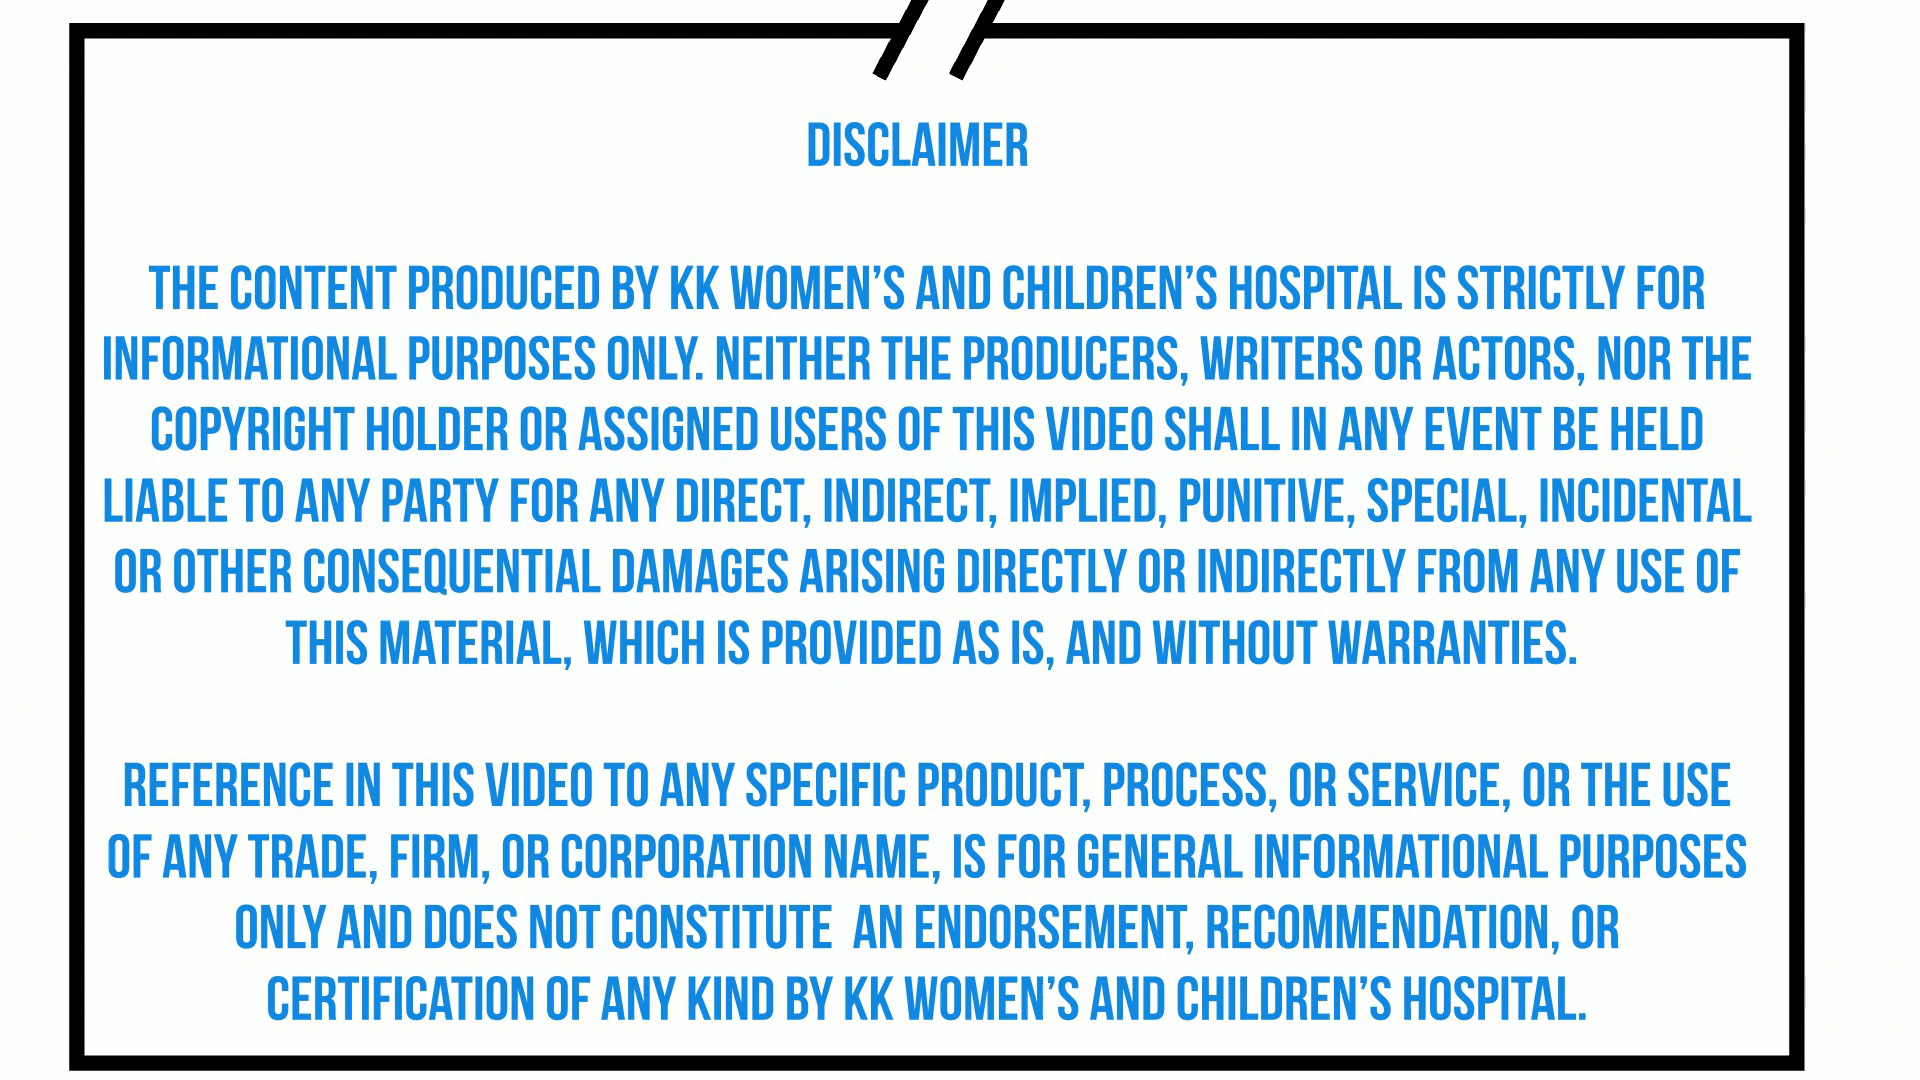 DISCLAIMER
THE CONTENT PRODUCED BY KK WOMEN’S AND CHILDREN’S HOSPITAL IS STRICTLY FOR
INFORMATIONAL PURPOSES ONLY. NEITHER THE PRODUCERS, WRITERS OR ACTORS, NOR THE
COPYRIGHT HOLDER OR ASSIGNED USERS OF THIS VIDEO SHALL IN ANY EVENT BE HELD
LIABLE TO ANY PARTY FOR ANY DIRECT, INDIRECT, IMPLIED, PUNITIVE, SPECIAL, INCIDENTAL
OR OTHER CONSEQUENTIAL DAMAGES ARISING DIRECTLY OR INDIRECTLY FROM ANY USE OF
THIS MATERIAL, WHICH IS PROVIDED AS IS, AND WITHOUT WARRANTIES.
REFERENCE IN THIS VIDEO TO ANY SPECIFIC PRODUCT, PROCESS, OR SERVICE, OR THE USE
OF ANY TRADE, FIRM, OR CORPORATION NAME, IS FOR GENERAL INFORMATIONAL PURPOSES
ONLY AND DOES NOT CONSTITUTE  AN ENDORSEMENT, RECOMMENDATION, OR
CERTIFICATION OF ANY KIND BY KK WOMEN’S AND CHILDREN’S HOSPITAL.